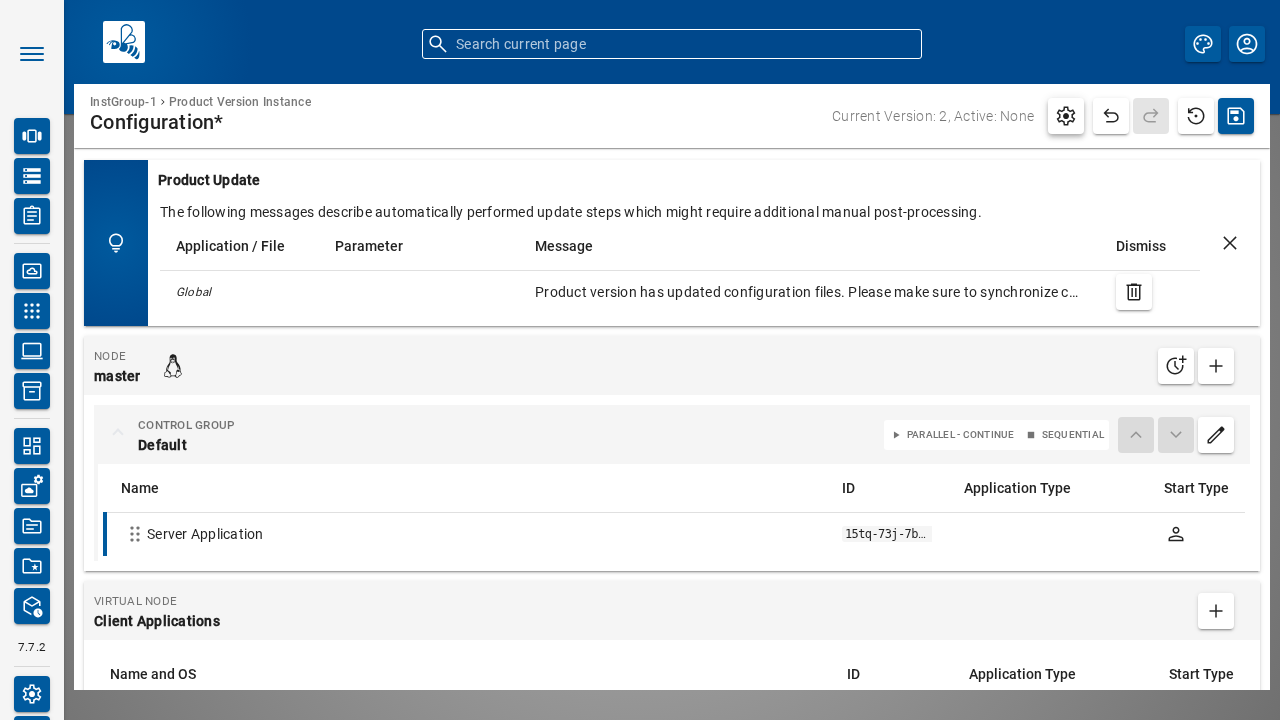 Search current page
InstGroup-1 › Product Version Instance
Configuration*
Current Version: 2, Active: None
Product Update
The following messages describe automatically performed update steps which might require additional manual post-processing.
Application / File Parameter Message Dismiss
Global Product version has updated configuration files. Please make sure to synchronize c…
NODE
master
CONTROL GROUP
Default
PARALLEL - CONTINUE SEQUENTIAL
Name ID Application Type Start Type
Server Application 15tq-73j-7b…
VIRTUAL NODE
Client Applications
Name and OS ID Application Type Start Type
7.7.2